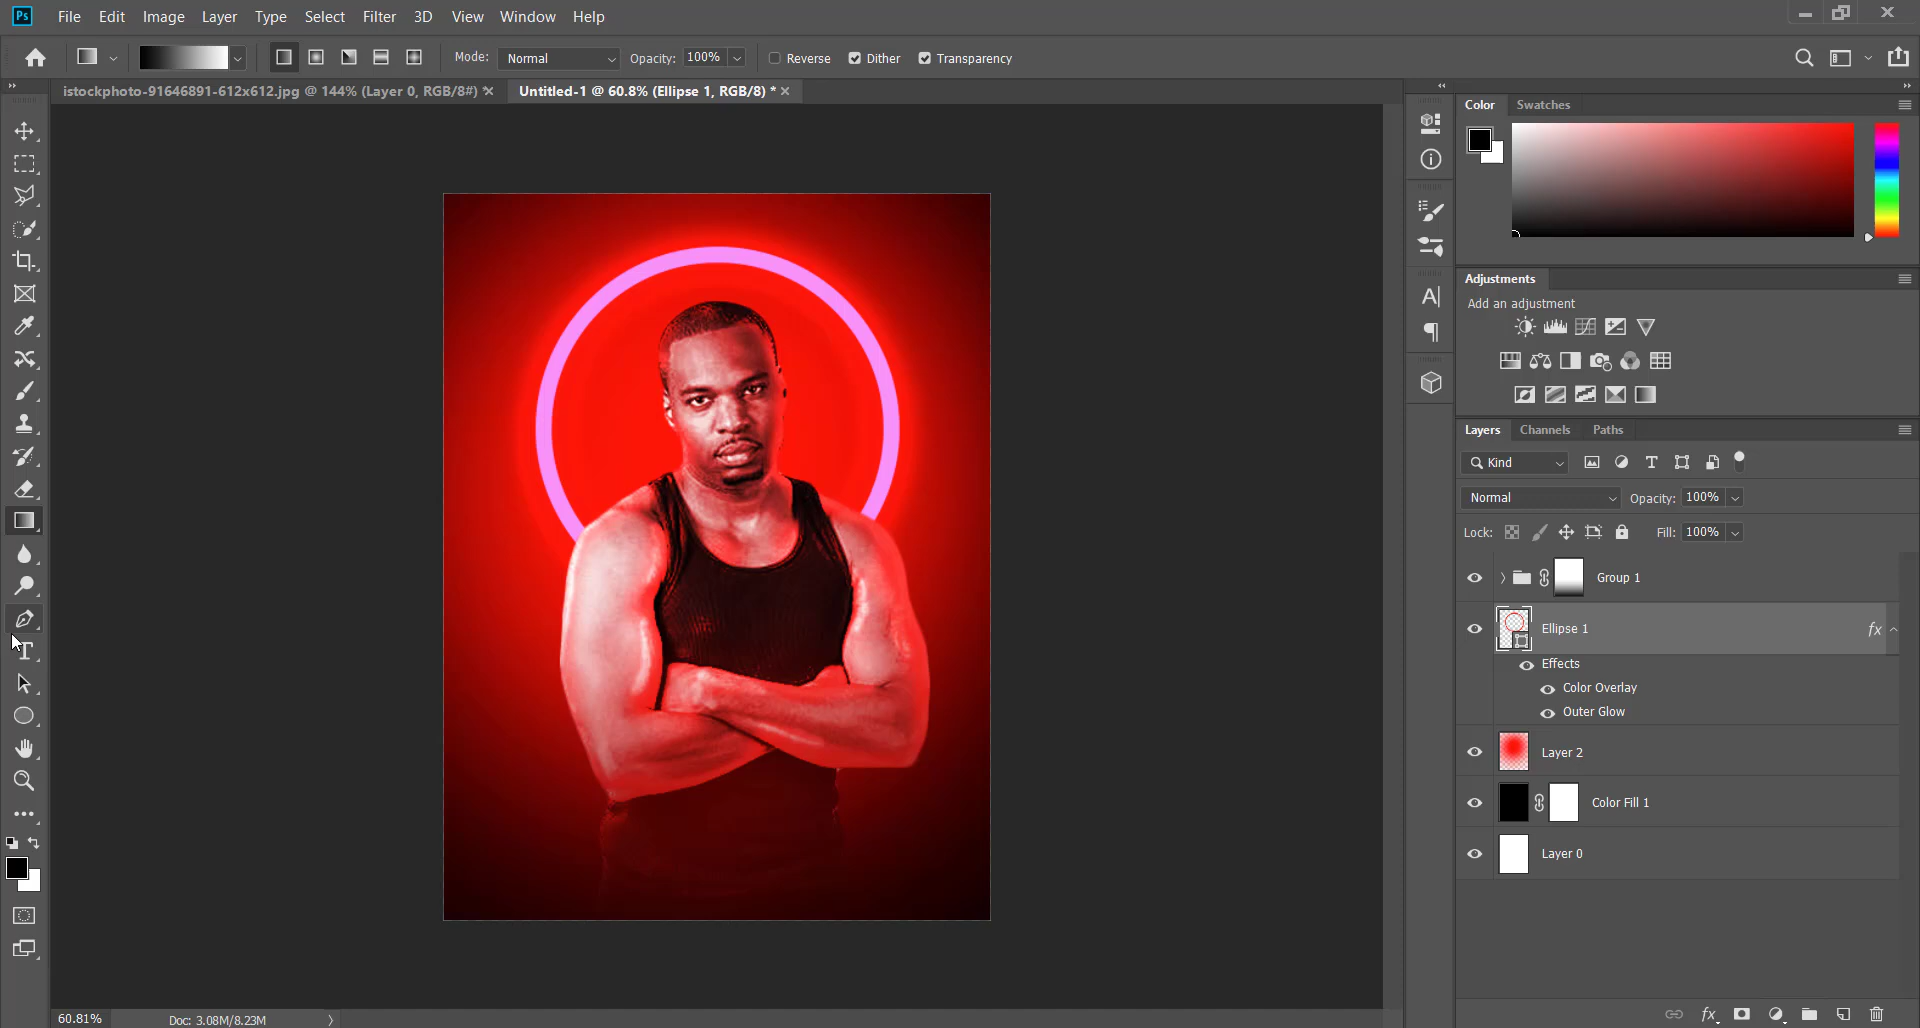 Ps File Edit Image Layer Type Select Filter 3D View Window Help
Mode: Normal Opacity: 100% Reverse Dither Transparency
istockphoto-91646891-612x612.jpg @ 144% (Layer 0, RGB/8#) *
Untitled-1 @ 60.8% (Ellipse 1, RGB/8) *
Color Swatches
Adjustments
Add an adjustment
Layers Channels Paths
Kind
Normal Opacity: 100%
Lock: Fill: 100%
Group 1
Ellipse 1 fx
Effects
Color Overlay
Outer Glow
Layer 2
Color Fill 1
Layer 0
fx
60.81% Doc: 3.08M/8.23M